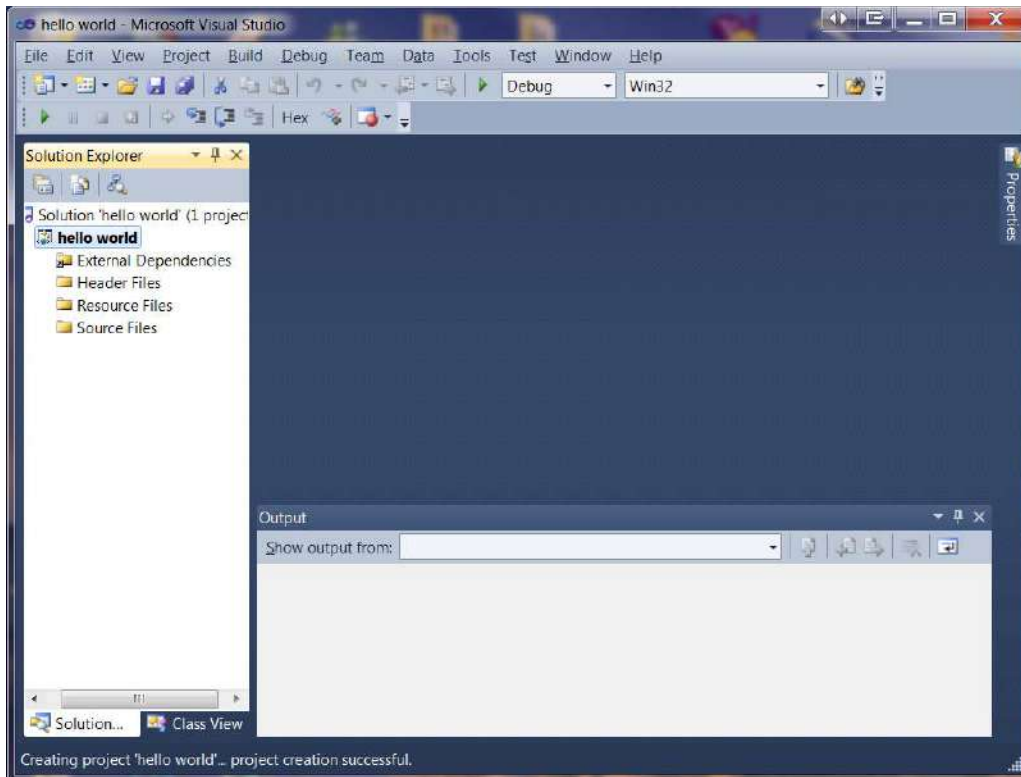 hello world - Microsoft Visual Studio
File Edit View Project Build Debug Team Data Tools Test Window Help
Debug Win32
Hex
Solution Explorer
Solution 'hello world' (1 project
hello world
External Dependencies
Header Files
Resource Files
Source Files
Properties
Output
Show output from:
Solution... Class View
Creating project 'hello world'... project creation successful.